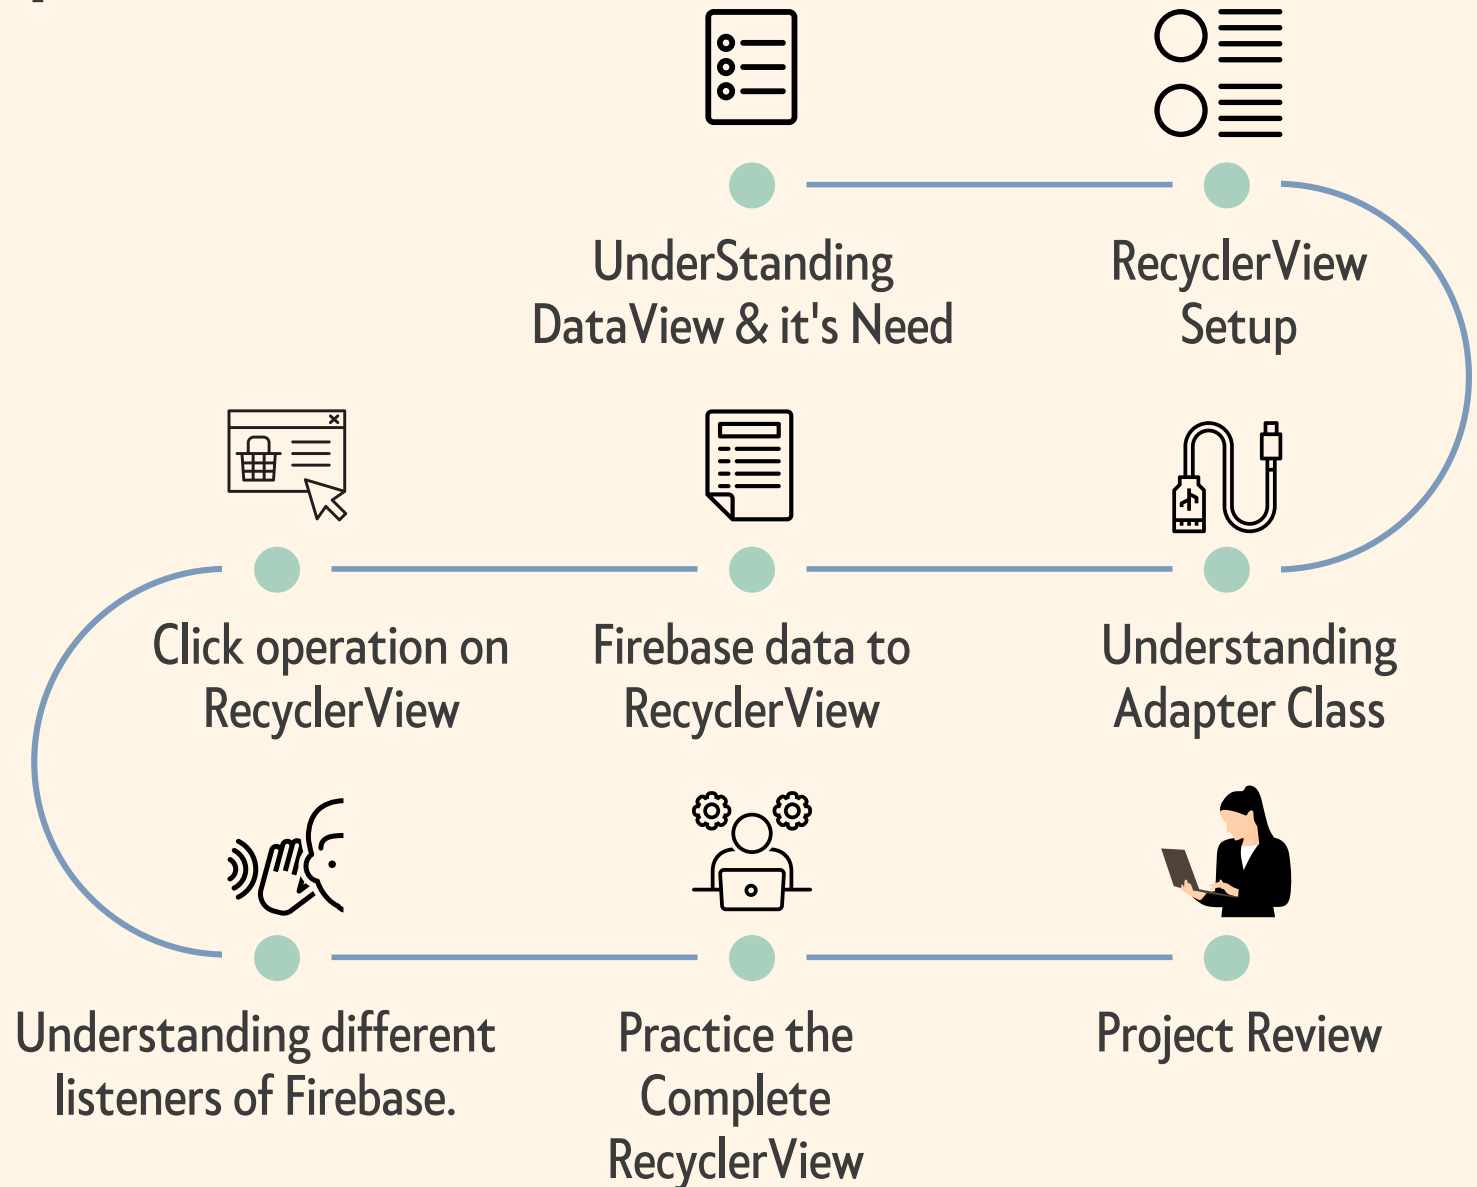 UnderStanding
DataView & it's Need
RecyclerView
Setup
Understanding
Adapter Class
Firebase data to
RecyclerView
Click operation on
RecyclerView
Understanding different
listeners of Firebase.
Practice the
Complete
RecyclerView
Project Review